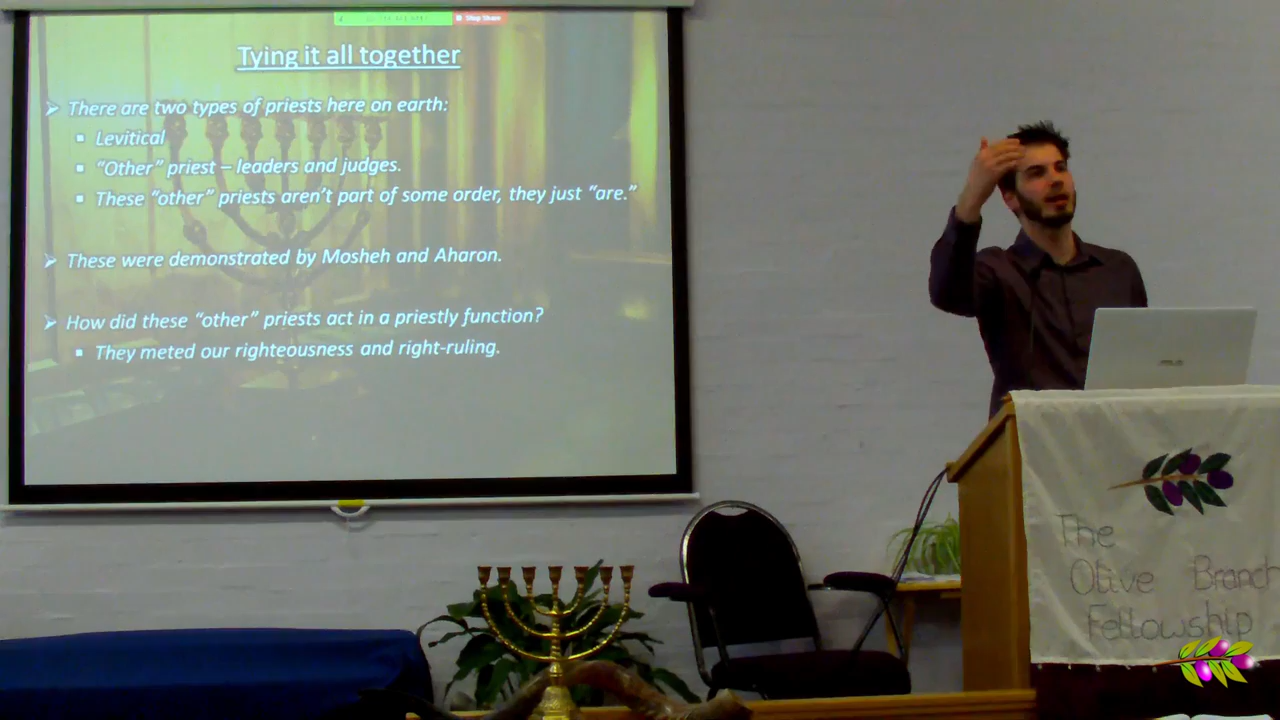 Stop Share
Tying it all together
There are two types of priests here on earth:
Levitical
“Other” priest – leaders and judges.
These “other” priests aren’t part of some order, they just “are.”
These were demonstrated by Mosheh and Aharon.
How did these “other” priests act in a priestly function?
They meted our righteousness and right-ruling.
ASUS
The
Olive Branch
Fellowship